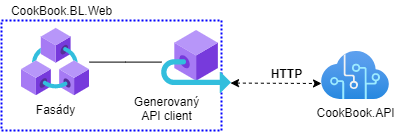 CookBook.BL.Web
Fasády
Generovaný
API client
HTTP
CookBook.API